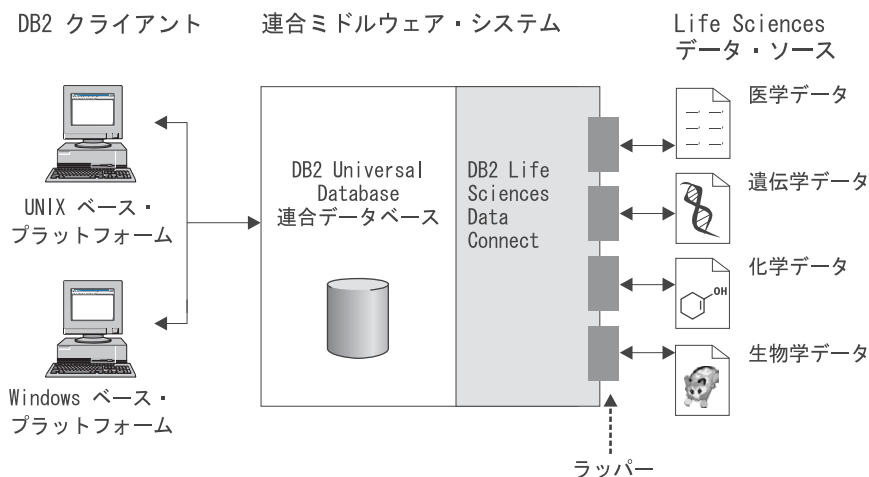 DB2 クライアント
連合ミドルウェア・システム
Life Sciences
データ・ソース
UNIX ベース・
プラットフォーム
Windows ベース・
プラットフォーム
DB2 Universal
Database
連合データベース
DB2 Life
Sciences
Data
Connect
医学データ
遺伝学データ
化学データ
OH
生物学データ
ラッパー